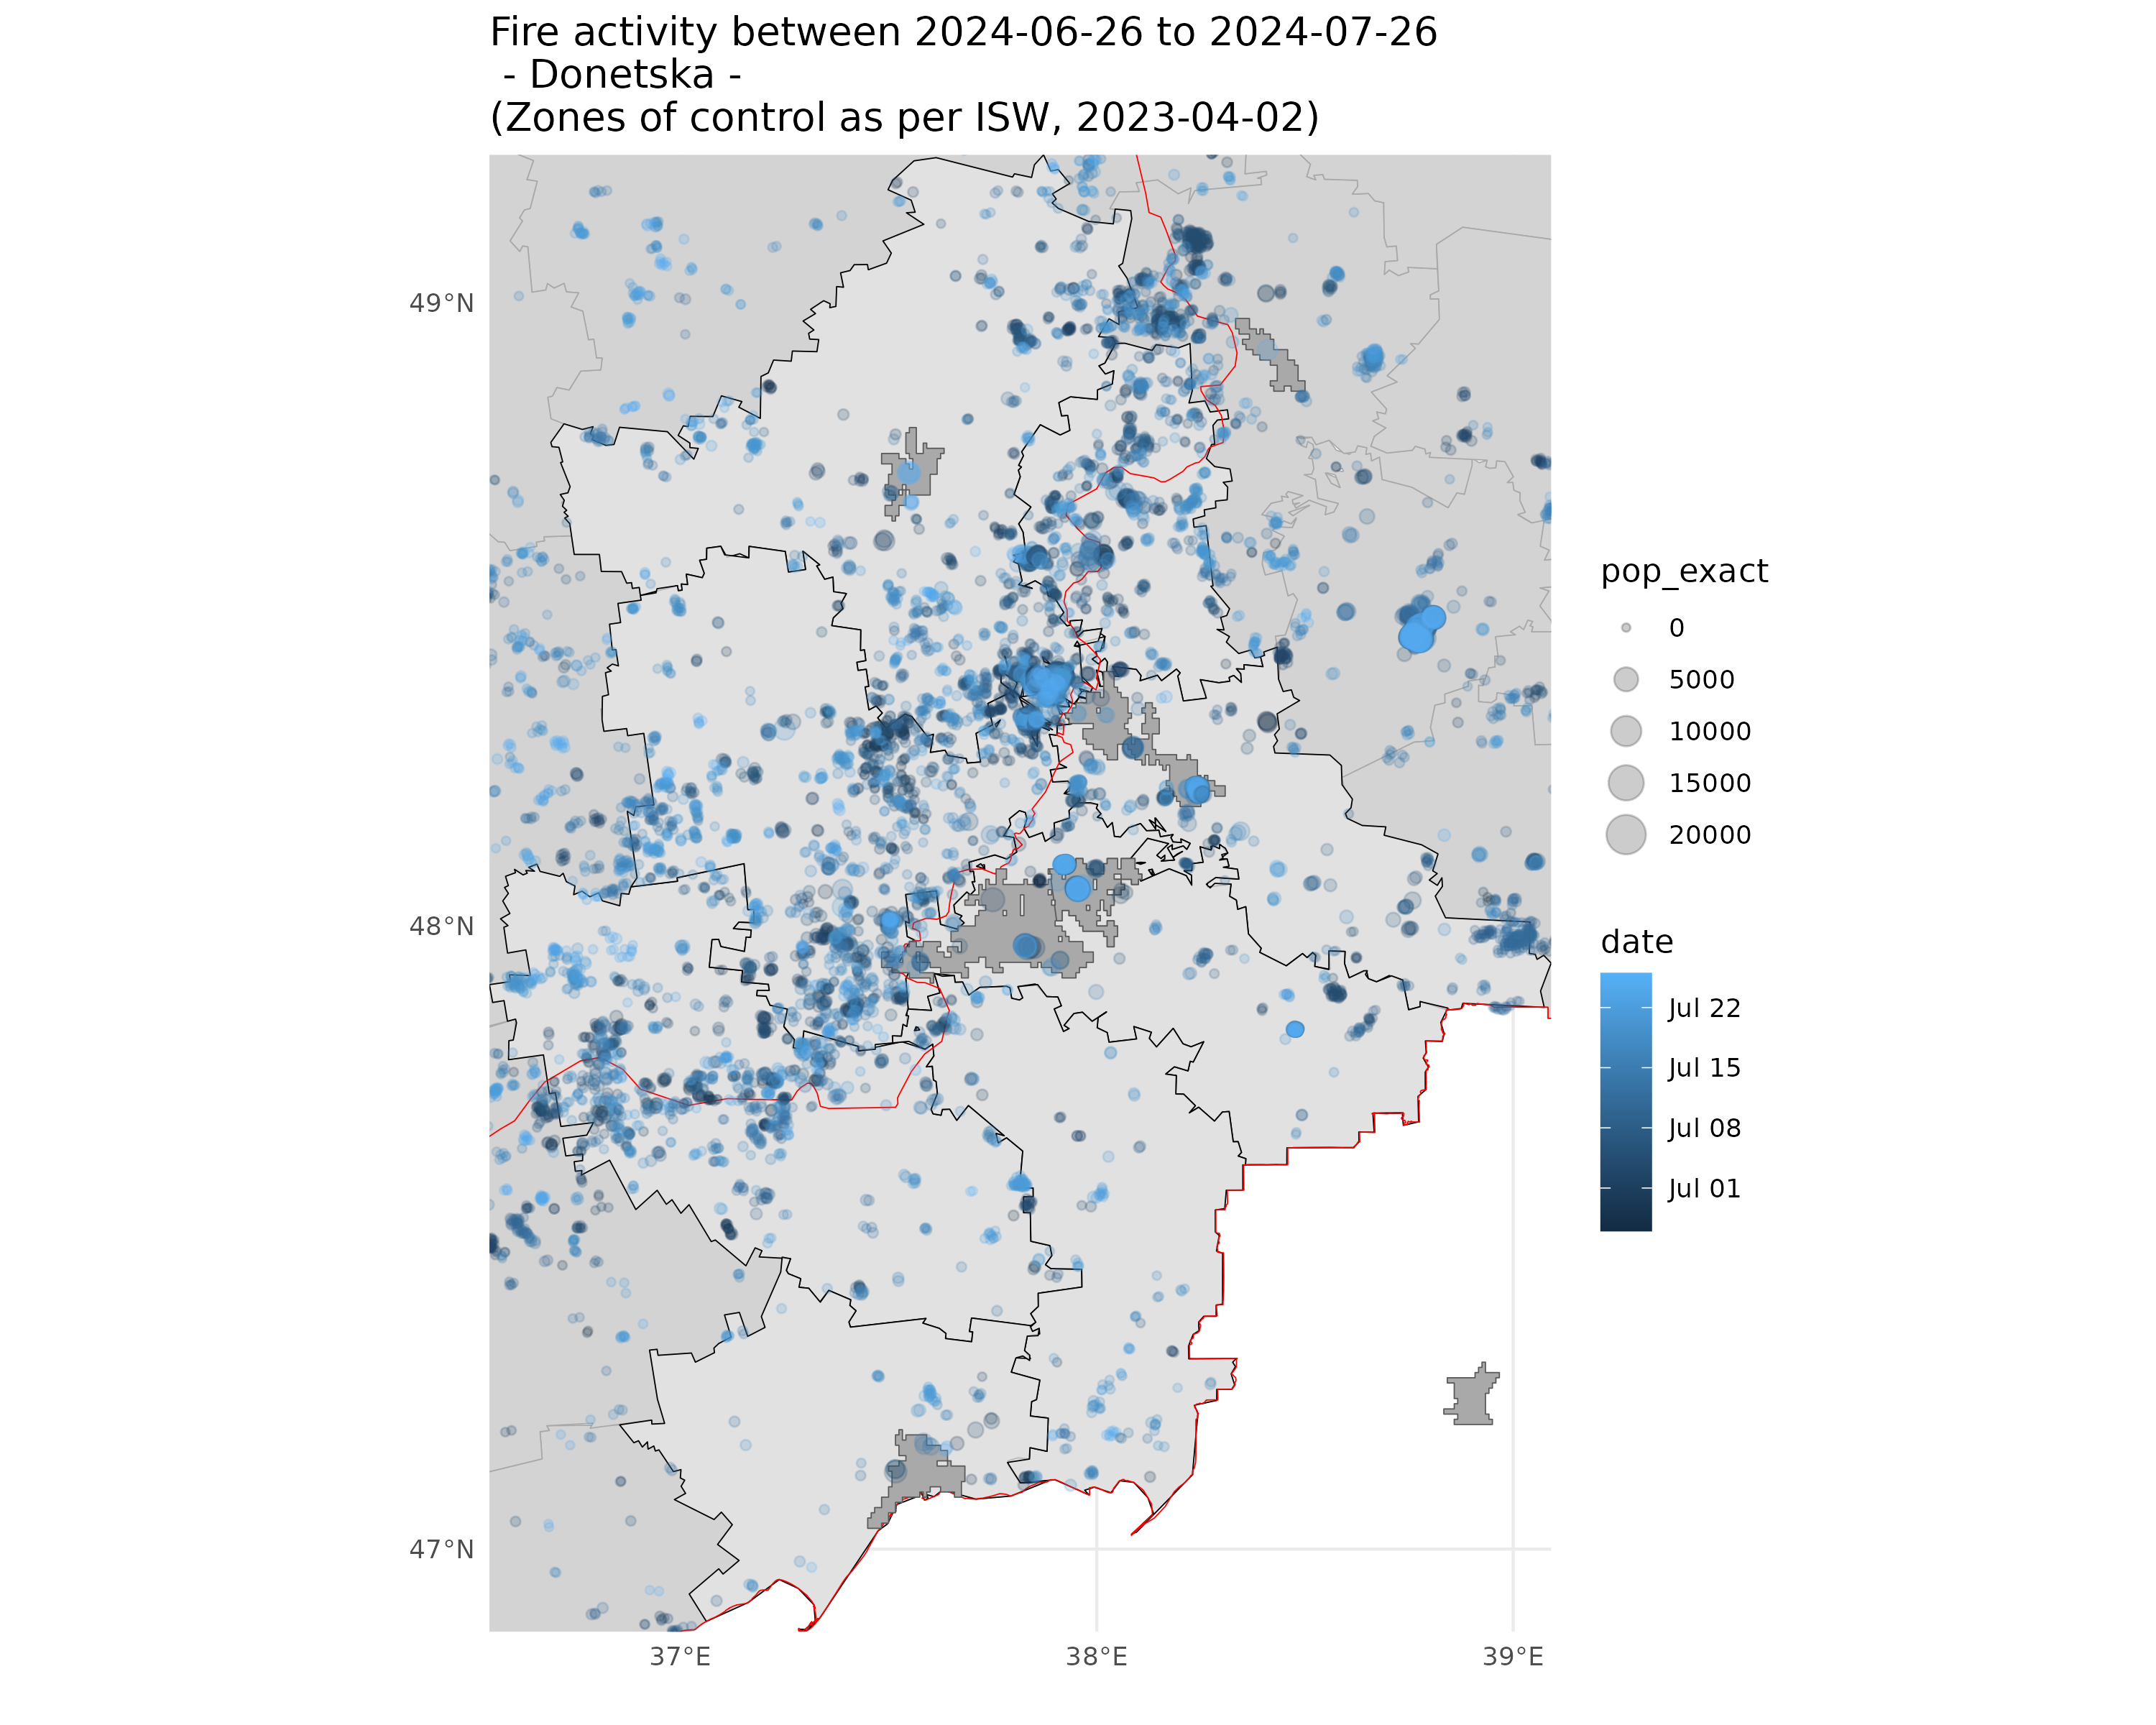 Fire activity between 2024-06-26 to 2024-07-26
- Donetska -
(Zones of control as per ISW, 2023-04-02)
49°N
48°N
47°N
37°E
38°E
39°E
pop_exact
0
5000
10000
15000
20000
date
Jul 22
Jul 15
Jul 08
Jul 01